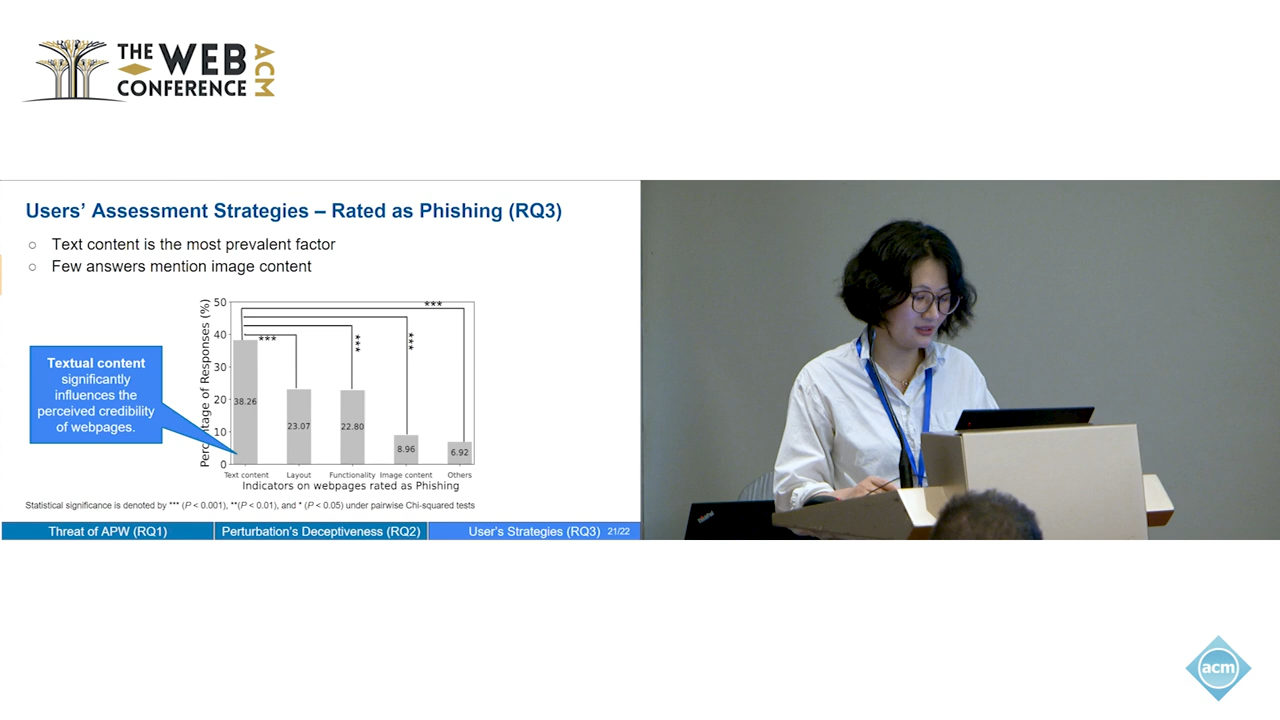 THE WEB
CONFERENCE
ACM
Users’ Assessment Strategies – Rated as Phishing (RQ3)
○ Text content is the most prevalent factor
○ Few answers mention image content
Textual content
significantly
influences the
perceived credibility
of webpages.
Percentage of Responses (%)
50
40
30
20
10
0
***
***
***
***
38.26
23.07
22.80
8.96
6.92
Text content Layout Functionality Image content Others
Indicators on webpages rated as Phishing
Statistical significance is denoted by *** (P < 0.001), **(P < 0.01), and * (P < 0.05) under pairwise Chi-squared tests
Threat of APW (RQ1) Perturbation's Deceptiveness (RQ2) User's Strategies (RQ3) 21/22
ThinkPad
acm